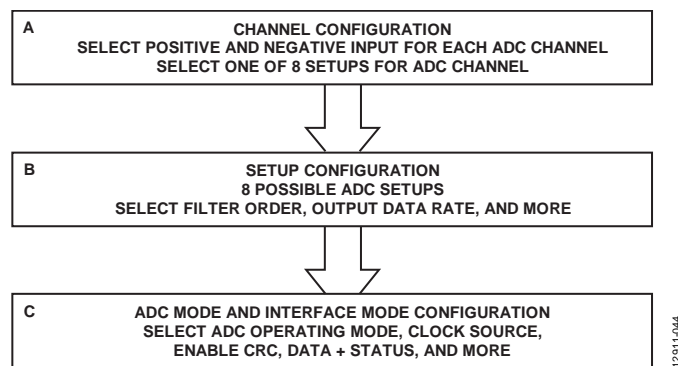 A
CHANNEL CONFIGURATION
SELECT POSITIVE AND NEGATIVE INPUT FOR EACH ADC CHANNEL
SELECT ONE OF 8 SETUPS FOR ADC CHANNEL
B
SETUP CONFIGURATION
8 POSSIBLE ADC SETUPS
SELECT FILTER ORDER, OUTPUT DATA RATE, AND MORE
C
ADC MODE AND INTERFACE MODE CONFIGURATION
SELECT ADC OPERATING MODE, CLOCK SOURCE,
ENABLE CRC, DATA + STATUS, AND MORE
12911-044